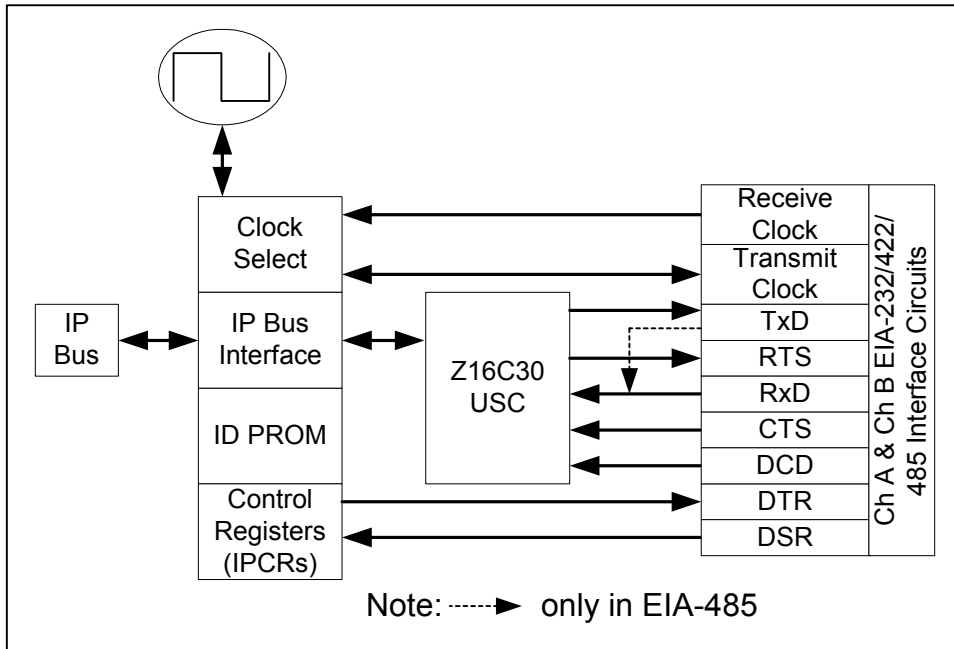 Clock
Select
IP
Bus
IP Bus
Interface
ID PROM
Control
Registers
(IPCRs)
Z16C30
USC
Receive
Clock
Transmit
Clock
TxD
RTS
RxD
CTS
DCD
DTR
DSR
Ch A & Ch B EIA-232/422/
485 Interface Circuits
Note: only in EIA-485